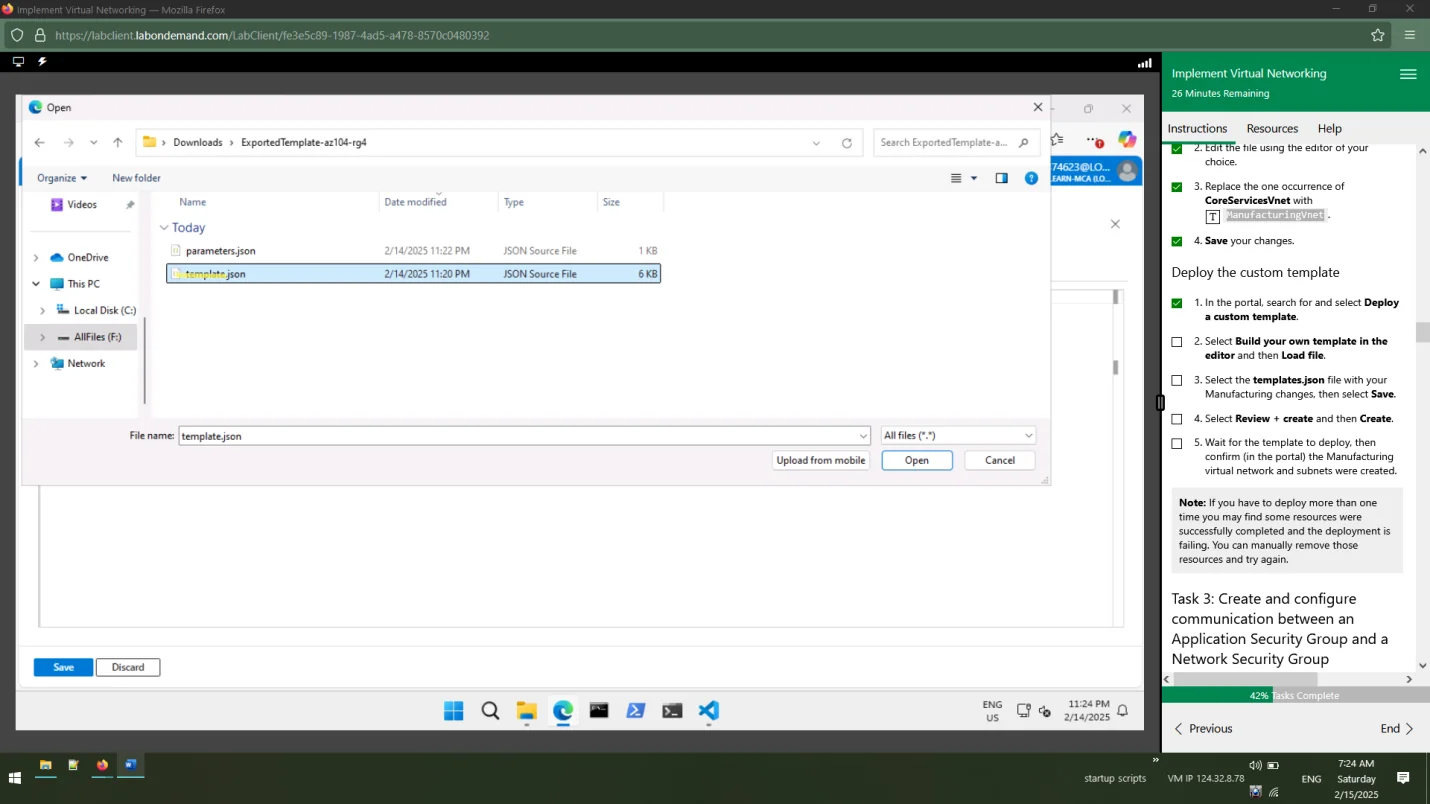 Implement Virtual Networking — Mozilla Firefox
https://labclient.labondemand.com/LabClient/fe3e5c89-1987-4ad5-a478-8570c0480392
Open
Downloads
ExportedTemplate-az104-rg4
Search ExportedTemplate-a...
Organize
New folder
Videos
OneDrive
This PC
Local Disk (C:)
AllFiles (F:)
Network
Name
Date modified
Type
Size
Today
parameters.json
2/14/2025 11:22 PM
JSON Source File
1 KB
template.json
2/14/2025 11:20 PM
JSON Source File
6 KB
File name:
template.json
All files (*.*)
Upload from mobile
Open
Cancel
74623@LO...
EARN-MCA (LO...
Save
Discard
ENG
US
11:24 PM
2/14/2025
Implement Virtual Networking
26 Minutes Remaining
Instructions
Resources
Help
2. Edit the file using the editor of your
choice.
3. Replace the one occurrence of
CoreServicesVnet with
T ManufacturingVnet .
4. Save your changes.
Deploy the custom template
1. In the portal, search for and select Deploy
a custom template.
2. Select Build your own template in the
editor and then Load file.
3. Select the templates.json file with your
Manufacturing changes, then select Save.
4. Select Review + create and then Create.
5. Wait for the template to deploy, then
confirm (in the portal) the Manufacturing
virtual network and subnets were created.
Note: If you have to deploy more than one
time you may find some resources were
successfully completed and the deployment is
failing. You can manually remove those
resources and try again.
Task 3: Create and configure
communication between an
Application Security Group and a
Network Security Group
42% Tasks Complete
Previous
End
startup scripts
VM IP 124.32.8.78
ENG
7:24 AM
Saturday
2/15/2025